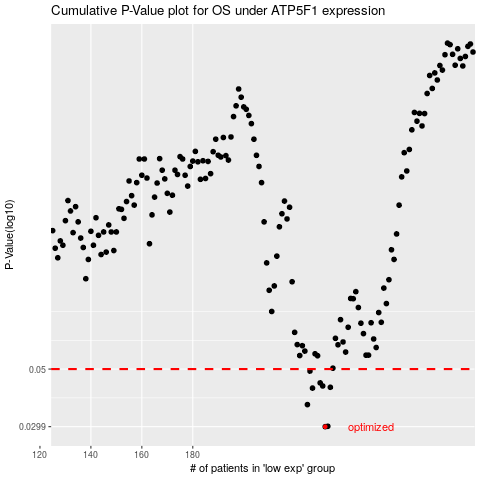 Cumulative P-Value plot for OS under ATP5F1 expression
P-Value(log10)
0.05
0.0299
optimized
120 140 160 180
# of patients in 'low exp' group